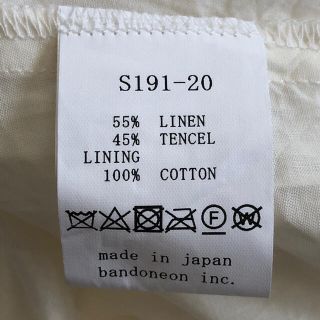 S191-20
55% LINEN
45% TENCEL
LINING
100% COTTON
F W
made in japan
bandoneon inc.